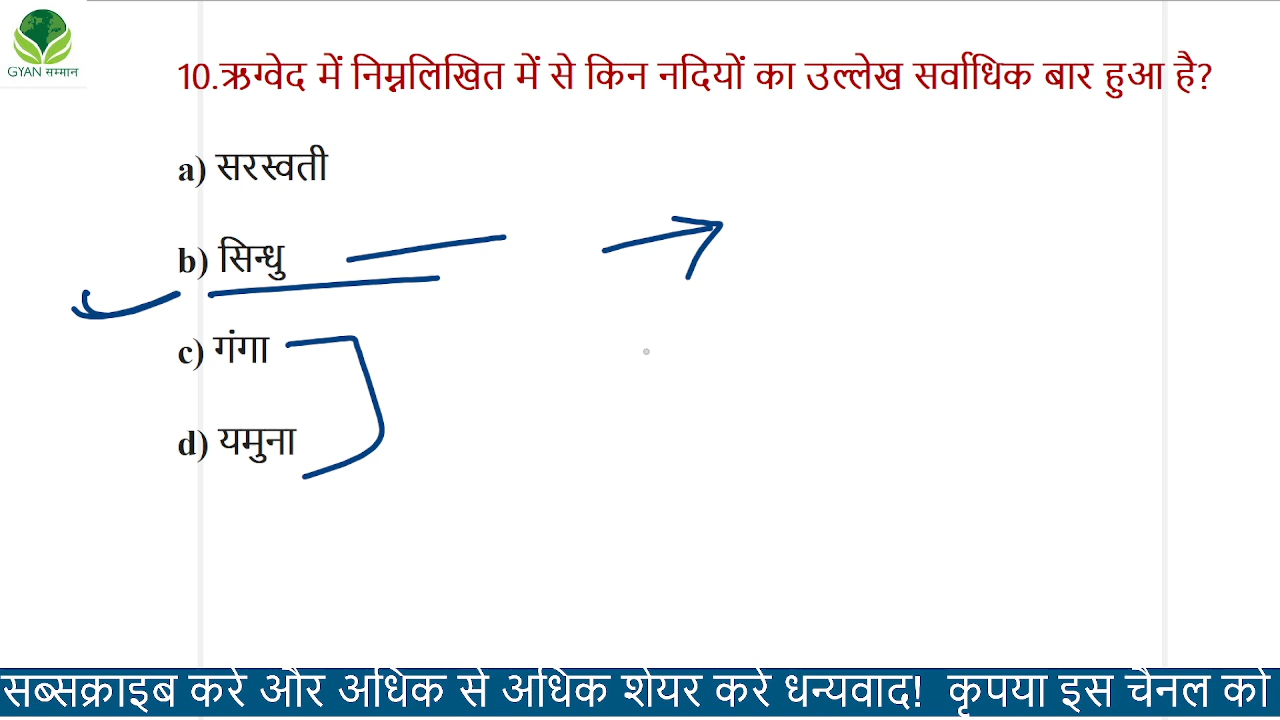 GYAN सम्मान
10.ऋग्वेद में निम्नलिखित में से किन नदियों का उल्लेख सर्वाधिक बार हुआ है?
a) सरस्वती
b) सिन्धु
c) गंगा
d) यमुना
सब्सक्राइब करे और अधिक से अधिक शेयर करे धन्यवाद! कृपया इस चैनल को